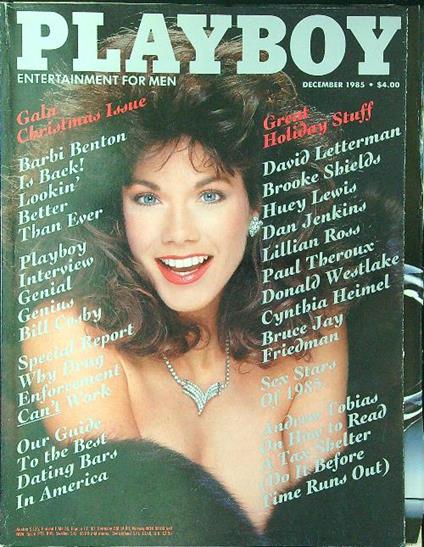 PLAYBOY
ENTERTAINMENT FOR MEN
DECEMBER 1985 • $4.00
Gala
Christmas Issue
Barbi Benton
Is Back!
Lookin'
Better
Than Ever
Playboy
Interview
Genial
Genius
Bill Cosby
Special Report
Why Drug
Enforcement
Can't Work
Our Guide
To the Best
Dating Bars
In America
Great
Holiday Stuff
David Letterman
Brooke Shields
Huey Lewis
Dan Jenkins
Lillian Ross
Paul Theroux
Donald Westlake
Cynthia Heimel
Bruce Jay
Friedman
Sex Stars
Of 1985
Andrew Tobias
On How to Read
A Tax Shelter
(Do It Before
Time Runs Out)